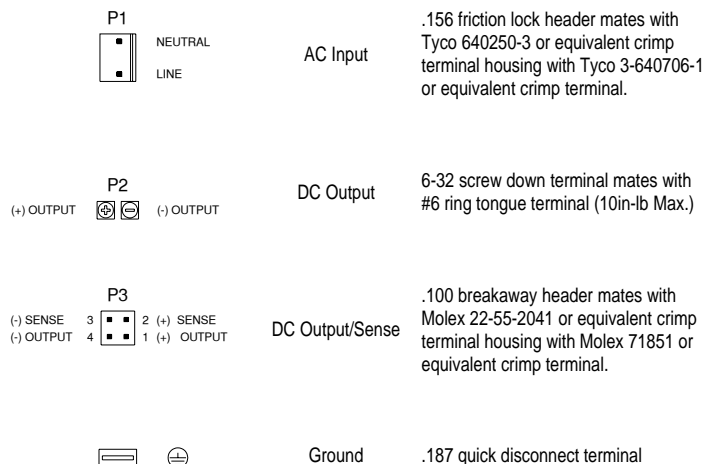 P1
NEUTRAL
LINE
AC Input
.156 friction lock header mates with
Tyco 640250-3 or equivalent crimp
terminal housing with Tyco 3-640706-1
or equivalent crimp terminal.
P2
(+) OUTPUT
(-) OUTPUT
DC Output
6-32 screw down terminal mates with
#6 ring tongue terminal (10in-lb Max.)
P3
(-) SENSE 3 2 (+) SENSE
(-) OUTPUT 4 1 (+) OUTPUT
DC Output/Sense
.100 breakaway header mates with
Molex 22-55-2041 or equivalent crimp
terminal housing with Molex 71851 or
equivalent crimp terminal.
Ground
.187 quick disconnect terminal